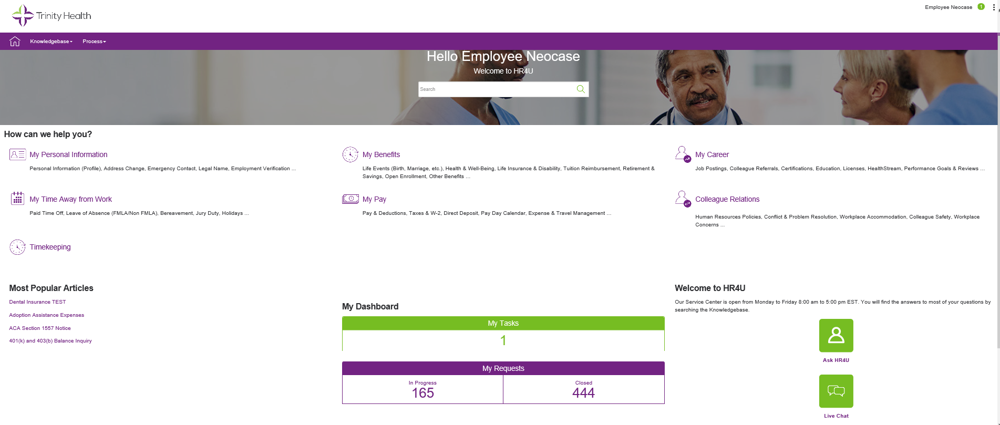 Trinity Health
Employee Neocase 1
Knowledgebase
Process
Hello Employee Neocase
Welcome to HR4U
Search
How can we help you?
My Personal Information
Personal Information (Profile), Address Change, Emergency Contact, Legal Name, Employment Verification ...
My Benefits
Life Events (Birth, Marriage, etc.), Health & Well-Being, Life Insurance & Disability, Tuition Reimbursement, Retirement &
Savings, Open Enrollment, Other Benefits ...
My Career
Job Postings, Colleague Referrals, Certifications, Education, Licenses, HealthStream, Performance Goals & Reviews ...
My Time Away from Work
Paid Time Off, Leave of Absence (FMLA/Non FMLA), Bereavement, Jury Duty, Holidays ...
My Pay
Pay & Deductions, Taxes & W-2, Direct Deposit, Pay Day Calendar, Expense & Travel Management ...
Colleague Relations
Human Resources Policies, Conflict & Problem Resolution, Workplace Accommodation, Colleague Safety, Workplace
Concerns ...
Timekeeping
Most Popular Articles
Dental Insurance TEST
Adoption Assistance Expenses
ACA Section 1557 Notice
401(k) and 403(b) Balance Inquiry
My Dashboard
My Tasks
1
My Requests
In Progress
165
Closed
444
Welcome to HR4U
Our Service Center is open from Monday to Friday 8:00 am to 5:00 pm EST. You will find the answers to most of your questions by
searching the Knowledgebase.
Ask HR4U
Live Chat